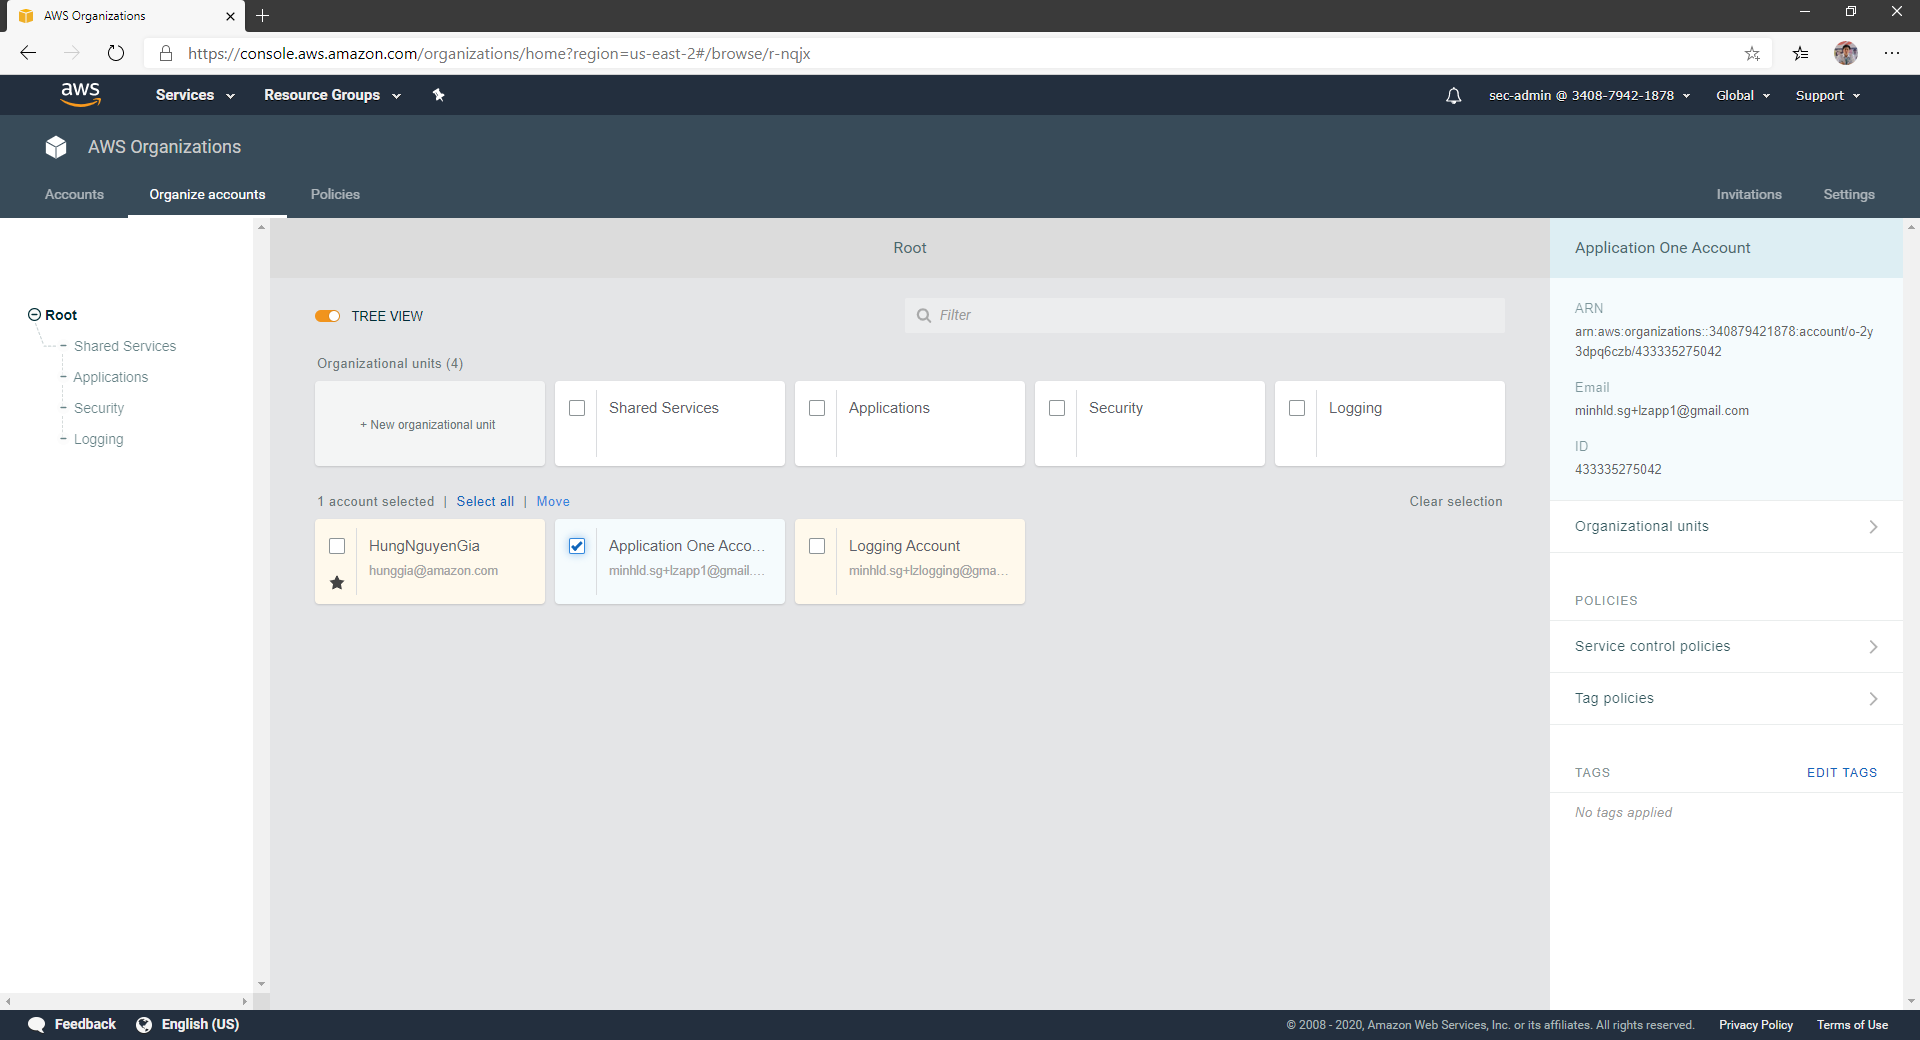 AWS Organizations
https://console.aws.amazon.com/organizations/home?region=us-east-2#/browse/r-nqjx
aws
Services
Resource Groups
sec-admin @ 3408-7942-1878
Global
Support
AWS Organizations
Accounts
Organize accounts
Policies
Invitations
Settings
Root
Shared Services
Applications
Security
Logging
Root
TREE VIEW
Filter
Organizational units (4)
+ New organizational unit
Shared Services
Applications
Security
Logging
1 account selected | Select all | Move
Clear selection
HungNguyenGia
hunggia@amazon.com
Application One Acco...
minhld.sg+lzapp1@gmail....
Logging Account
minhld.sg+lzlogging@gma...
Application One Account
ARN
arn:aws:organizations::340879421878:account/o-2y
3dpq6czb/433335275042
Email
minhld.sg+lzapp1@gmail.com
ID
433335275042
Organizational units
POLICIES
Service control policies
Tag policies
TAGS
EDIT TAGS
No tags applied
Feedback
English (US)
© 2008 - 2020, Amazon Web Services, Inc. or its affiliates. All rights reserved.
Privacy Policy
Terms of Use